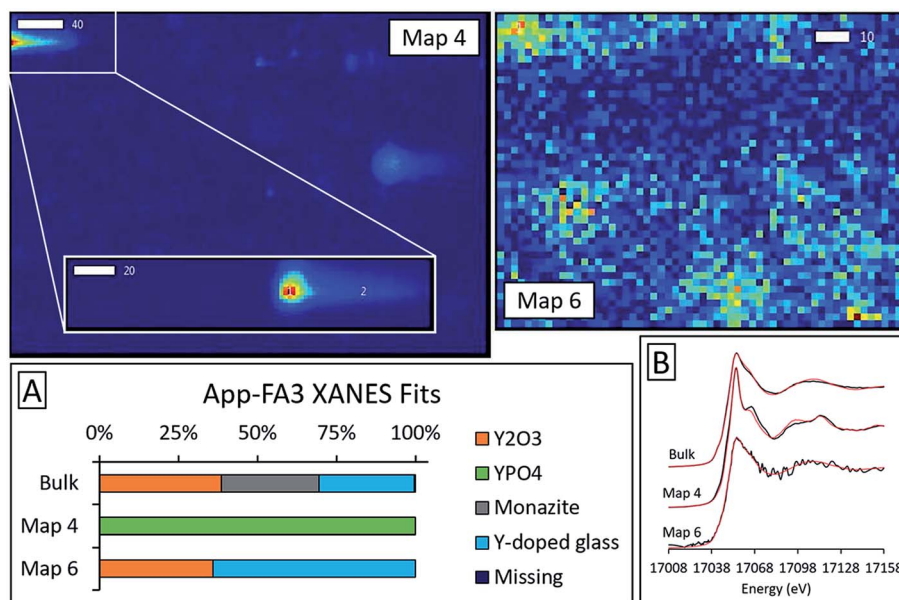 40
Map 4
20
1
2
10
Map 6
A
App-FA3 XANES Fits
0% 25% 50% 75% 100%
Bulk
Map 4
Map 6
Y2O3
YPO4
Monazite
Y-doped glass
Missing
B
Bulk
Map 4
Map 6
17008 17038 17068 17098 17128 17158
Energy (eV)